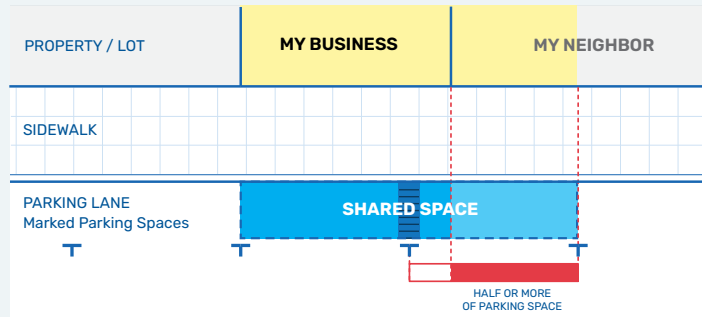 PROPERTY / LOT
MY BUSINESS
MY NEIGHBOR
SIDEWALK
PARKING LANE
Marked Parking Spaces
SHARED SPACE
HALF OR MORE
OF PARKING SPACE